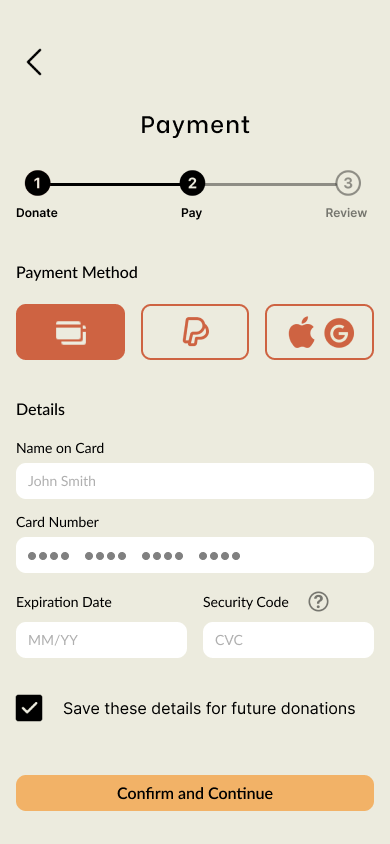 Payment
1 2 3
Donate Pay Review
Payment Method
G
Details
Name on Card
John Smith
Card Number
•••• •••• •••• ••••
Expiration Date Security Code ?
MM/YY CVC
Save these details for future donations
Confirm and Continue